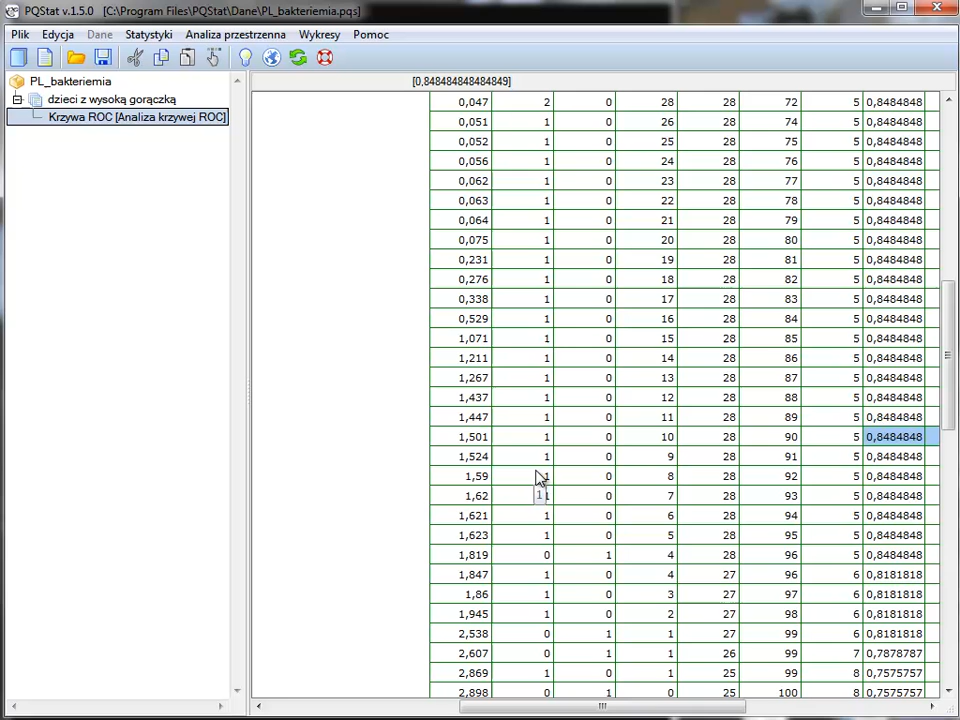 PQStat v.1.5.0 [C:\Program Files\PQStat\Dane\PL_bakteriemia.pqs]
Plik Edycja Dane Statystyki Analiza przestrzenna Wykresy Pomoc
PL_bakteriemia
dzieci z wysoką gorączką
Krzywa ROC [Analiza krzywej ROC]
[0,848484848484849]
0,047 2 0 28 28 72 5 0,8484848
0,051 1 0 26 28 74 5 0,8484848
0,052 1 0 25 28 75 5 0,8484848
0,056 1 0 24 28 76 5 0,8484848
0,062 1 0 23 28 77 5 0,8484848
0,063 1 0 22 28 78 5 0,8484848
0,064 1 0 21 28 79 5 0,8484848
0,075 1 0 20 28 80 5 0,8484848
0,231 1 0 19 28 81 5 0,8484848
0,276 1 0 18 28 82 5 0,8484848
0,338 1 0 17 28 83 5 0,8484848
0,529 1 0 16 28 84 5 0,8484848
1,071 1 0 15 28 85 5 0,8484848
1,211 1 0 14 28 86 5 0,8484848
1,267 1 0 13 28 87 5 0,8484848
1,437 1 0 12 28 88 5 0,8484848
1,447 1 0 11 28 89 5 0,8484848
1,501 1 0 10 28 90 5 0,8484848
1,524 1 0 9 28 91 5 0,8484848
1,59 1 0 8 28 92 5 0,8484848
1,62 1 0 7 28 93 5 0,8484848
1
1,621 1 0 6 28 94 5 0,8484848
1,623 1 0 5 28 95 5 0,8484848
1,819 0 1 4 28 96 5 0,8484848
1,847 1 0 4 27 96 6 0,8181818
1,86 1 0 3 27 97 6 0,8181818
1,945 1 0 2 27 98 6 0,8181818
2,538 0 1 1 27 99 6 0,8181818
2,607 0 1 1 26 99 7 0,7878787
2,869 1 0 1 25 99 8 0,7575757
2,898 0 1 0 25 100 8 0,7575757